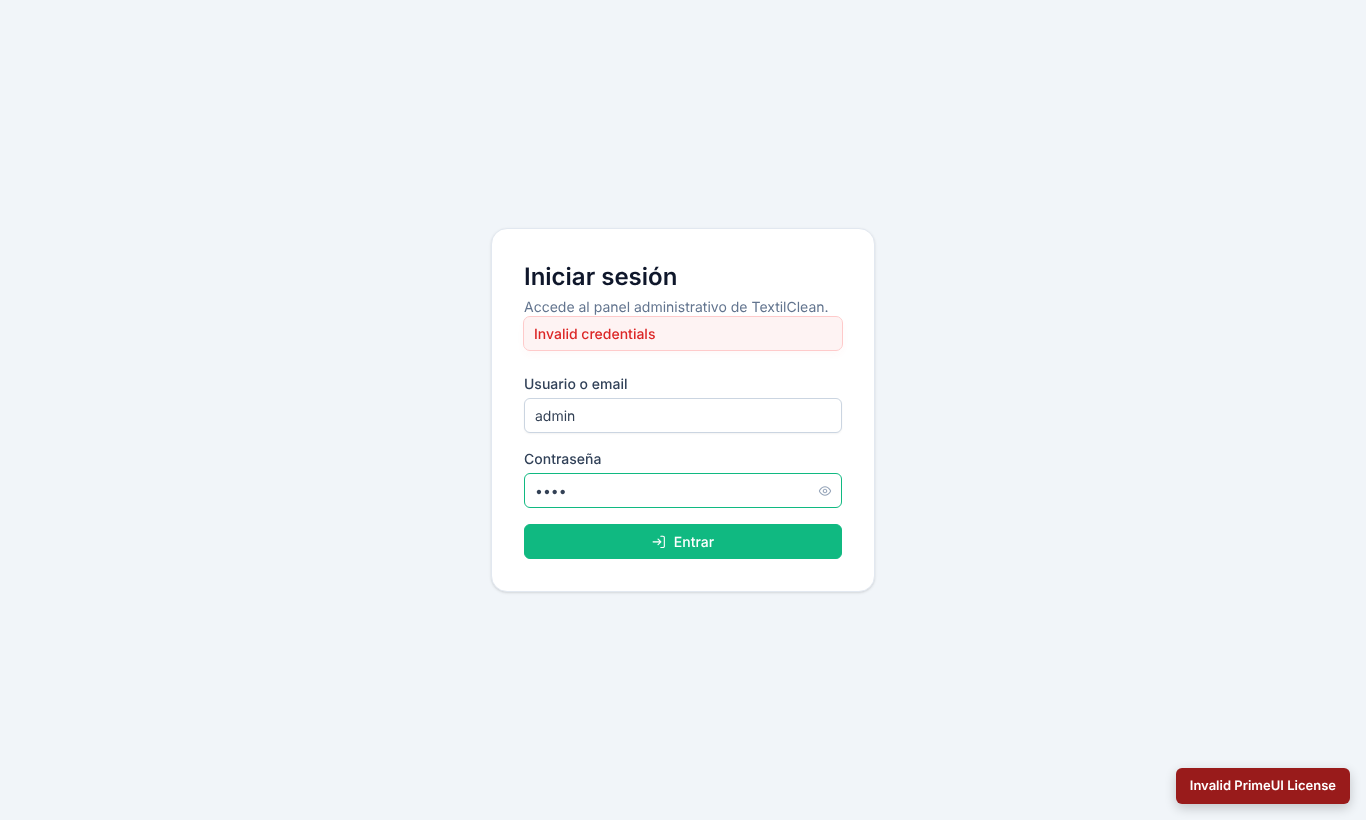 Iniciar sesión
Accede al panel administrativo de TextilClean.
Invalid credentials
Usuario o email
admin
Contraseña
••••
Entrar
Invalid PrimeUI License